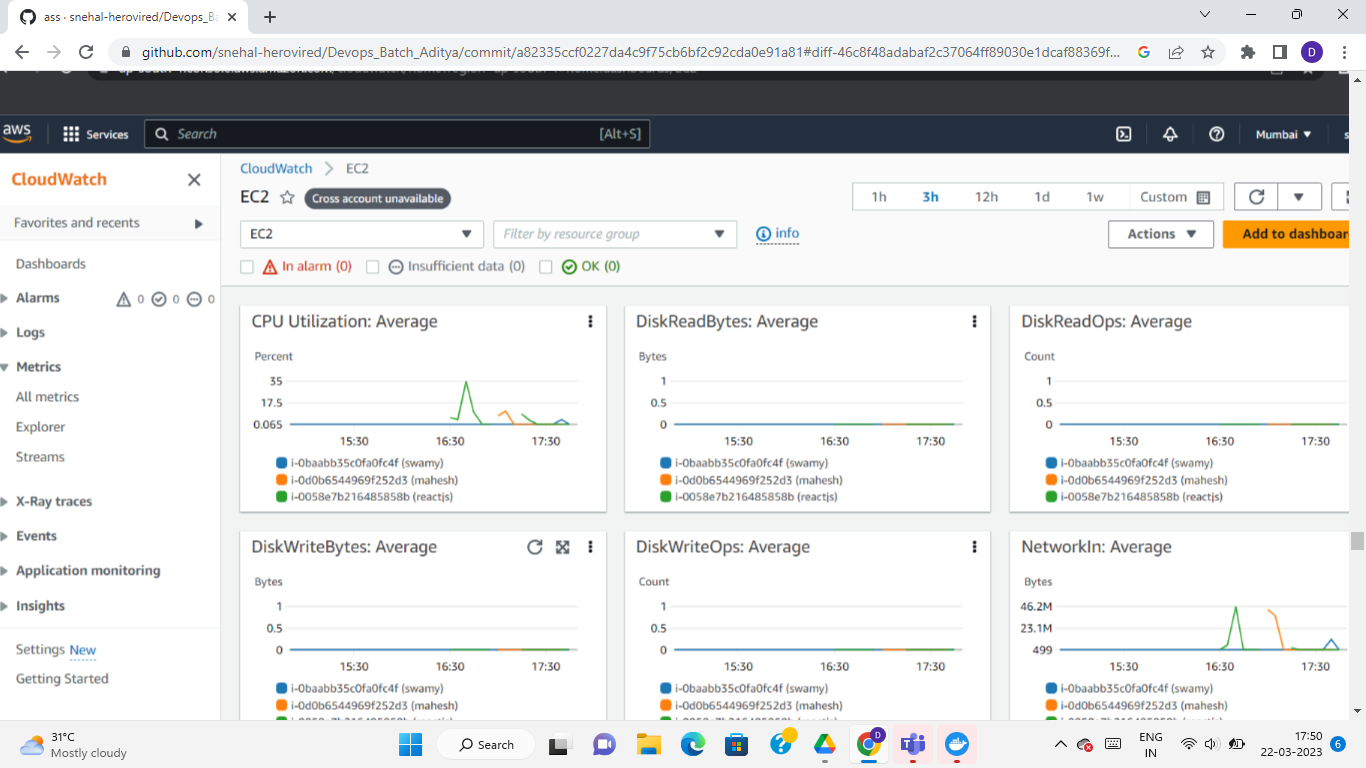 ass · snehal-herovired/Devops_Ba
github.com/snehal-herovired/Devops_Batch_Aditya/commit/a82335ccf0227da4c9f75cb6bf2c92cda0e91a81#diff-46c8f48adabaf2c37064ff89030e1dcaf88369f...
D
aws
Services
Search
[Alt+S]
Mumbai
CloudWatch
Favorites and recents
Dashboards
Alarms 0 0 0
Logs
Metrics
All metrics
Explorer
Streams
X-Ray traces
Events
Application monitoring
Insights
Settings New
Getting Started
CloudWatch EC2
EC2 Cross account unavailable
1h 3h 12h 1d 1w Custom
EC2 Filter by resource group info
Actions Add to dashboar
In alarm (0) Insufficient data (0) OK (0)
CPU Utilization: Average
Percent
35
17.5
0.065
15:30 16:30 17:30
i-0baabb35c0fa0fc4f (swamy)
i-0d0b6544969f252d3 (mahesh)
i-0058e7b216485858b (reactjs)
DiskReadBytes: Average
Bytes
1
0.5
0
15:30 16:30 17:30
i-0baabb35c0fa0fc4f (swamy)
i-0d0b6544969f252d3 (mahesh)
i-0058e7b216485858b (reactjs)
DiskReadOps: Average
Count
1
0.5
0
15:30 16:30 17:30
i-0baabb35c0fa0fc4f (swamy)
i-0d0b6544969f252d3 (mahesh)
i-0058e7b216485858b (reactjs)
DiskWriteBytes: Average
Bytes
1
0.5
0
15:30 16:30 17:30
i-0baabb35c0fa0fc4f (swamy)
i-0d0b6544969f252d3 (mahesh)
DiskWriteOps: Average
Count
1
0.5
0
15:30 16:30 17:30
i-0baabb35c0fa0fc4f (swamy)
i-0d0b6544969f252d3 (mahesh)
NetworkIn: Average
Bytes
46.2M
23.1M
499
15:30 16:30 17:30
i-0baabb35c0fa0fc4f (swamy)
i-0d0b6544969f252d3 (mahesh)
31°C
Mostly cloudy
Search
D
ENG
IN
17:50
22-03-2023
6